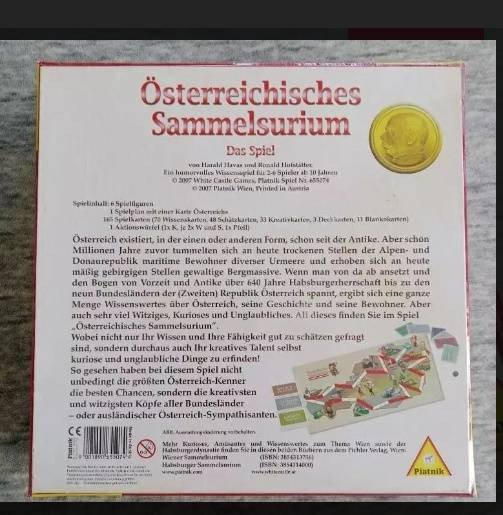 Österreichisches
Sammelsurium
Das Spiel
von Harald Havas und Ronald Hofstätter,
Ein humorvolles Wissensspiel für 2-6 Spieler ab 10 Jahren
© 2007 White Castle Games, Piatnik Spiel Nr. 655074
© 2007 Piatnik Wien, Printed in Austria
Spielinhalt: 6 Spielfiguren
1 Spielplan mit einer Karte Österreichs
165 Spielkarten (70 Wissenskarten, 48 Schätzkarten, 33 Kreativkarten, 3 Deckkarten, 11 Blankokarten)
1 Aktionswürfel (1x K, je 2x W und S, 1x Pfeil)
Österreich existiert, in der einen oder anderen Form, schon seit der Antike. Aber schon
Millionen Jahre zuvor tummelten sich an heute trockenen Stellen der Alpen- und
Donaurepublik maritime Bewohner diverser Urmeere und erhoben sich an heute
mäßig gebirgigen Stellen gewaltige Bergmassive. Wenn man von da ab ansetzt und
den Bogen von Vorzeit und Antike über 640 Jahre Habsburgerherrschaft bis zu den
neun Bundesländern der (Zweiten) Republik Österreich spannt, ergibt sich eine ganze
Menge Wissenswertes über Österreich, seine Geschichte und seine Bewohner. Aber
auch sehr viel Witziges, Kurioses und Unglaubliches. All dieses finden Sie im Spiel
„Österreichisches Sammelsurium“.
Wobei nicht nur Ihr Wissen und Ihre Fähigkeit gut zu schätzen gefragt
sind, sondern durchaus auch Ihr kreatives Talent selbst
kuriose und unglaubliche Dinge zu erfinden!
So gesehen haben bei diesem Spiel nicht
unbedingt die größten Österreich-Kenner
die besten Chancen, sondern die kreativsten
und witzigsten Köpfe aller Bundesländer
– oder ausländischer Österreich-Sympathisanten.
ABB. Ausstattungsänderung vorbehalten.
Mehr Kurioses, Amüsantes und Wissenswertes zum Thema Wien sowie der
Habsburgerdynastie finden Sie in diesen beiden Büchern aus dem Pichler Verlag, Wien:
Wiener Sammelsurium
Habsburger Sammelsurium (ISBN: 3854314000)
www.piatnik.com
Piatnik
Piatnik